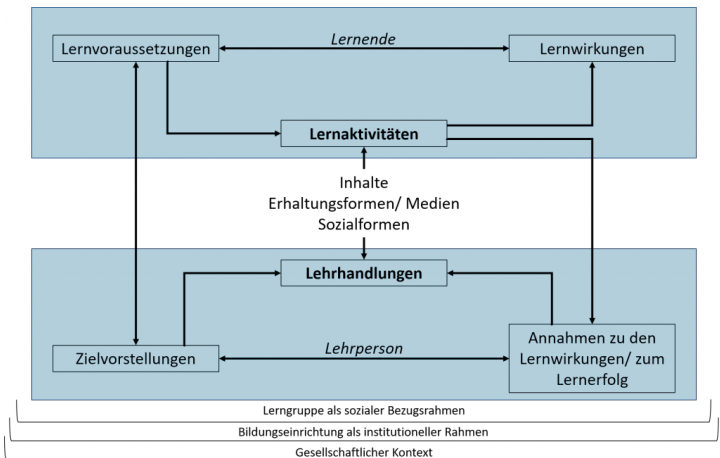 Lernvoraussetzungen
Lernende
Lernwirkungen
Lernaktivitäten
Inhalte
Erhaltungsformen/ Medien
Sozialformen
Lehrhandlungen
Zielvorstellungen
Lehrperson
Annahmen zu den
Lernwirkungen/ zum
Lernerfolg
Lerngruppe als sozialer Bezugsrahmen
Bildungseinrichtung als institutioneller Rahmen
Gesellschaftlicher Kontext